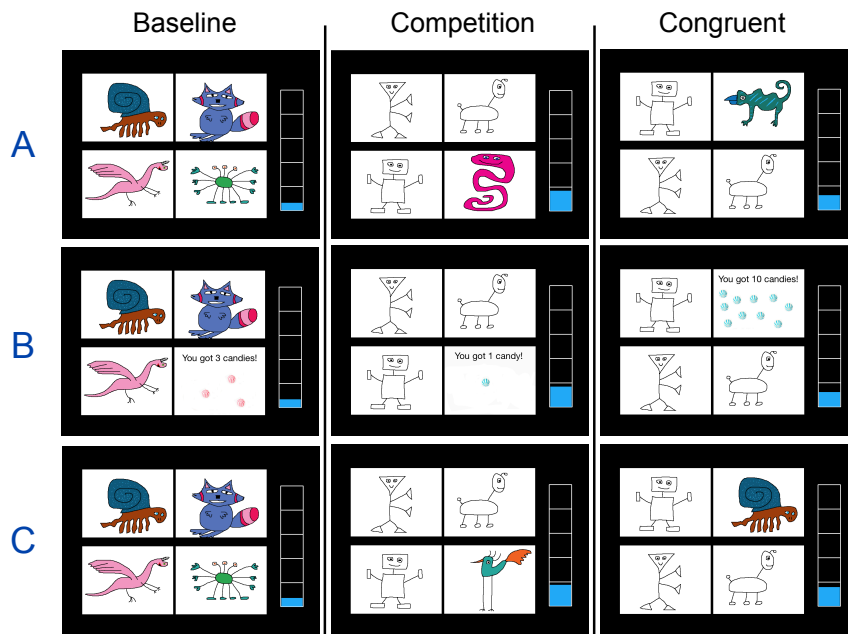 Baseline Competition Congruent
A
B
You got 3 candies!
You got 1 candy!
You got 10 candies!
C